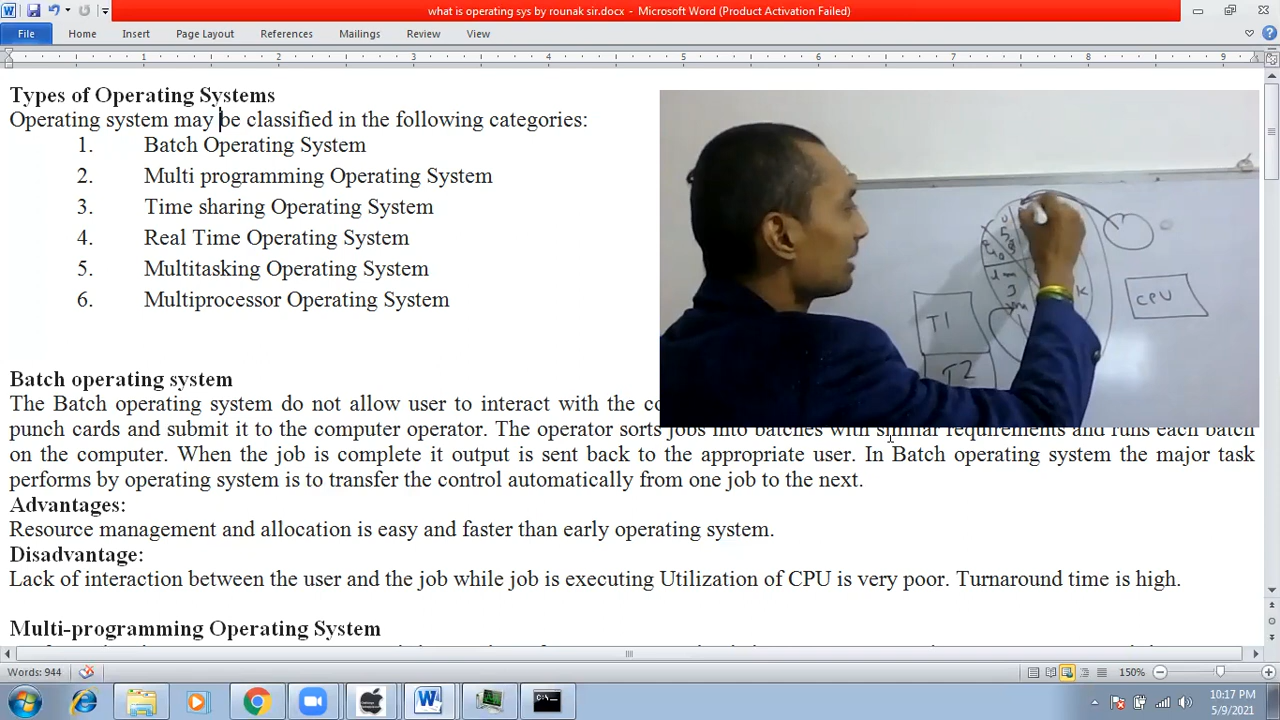 what is operating sys by rounak sir.docx - Microsoft Word (Product Activation Failed)
File Home Insert Page Layout References Mailings Review View
1 2 3 4 5 6 7 8 9
Types of Operating Systems
Operating system may be classified in the following categories:
1. Batch Operating System
2. Multi programming Operating System
3. Time sharing Operating System
4. Real Time Operating System
5. Multitasking Operating System
6. Multiprocessor Operating System
K
CPU
T1
T2
Batch operating system
The Batch operating system do not allow user to interact with the
punch cards and submit it to the computer operator. The operator sorts jobs into batches with similar requirements and runs each batch
on the computer. When the job is complete it output is sent back to the appropriate user. In Batch operating system the major task
performs by operating system is to transfer the control automatically from one job to the next.
Advantages:
Resource management and allocation is easy and faster than early operating system.
Disadvantage:
Lack of interaction between the user and the job while job is executing Utilization of CPU is very poor. Turnaround time is high.
Multi-programming Operating System
Words: 944 150%
10:17 PM
5/9/2021